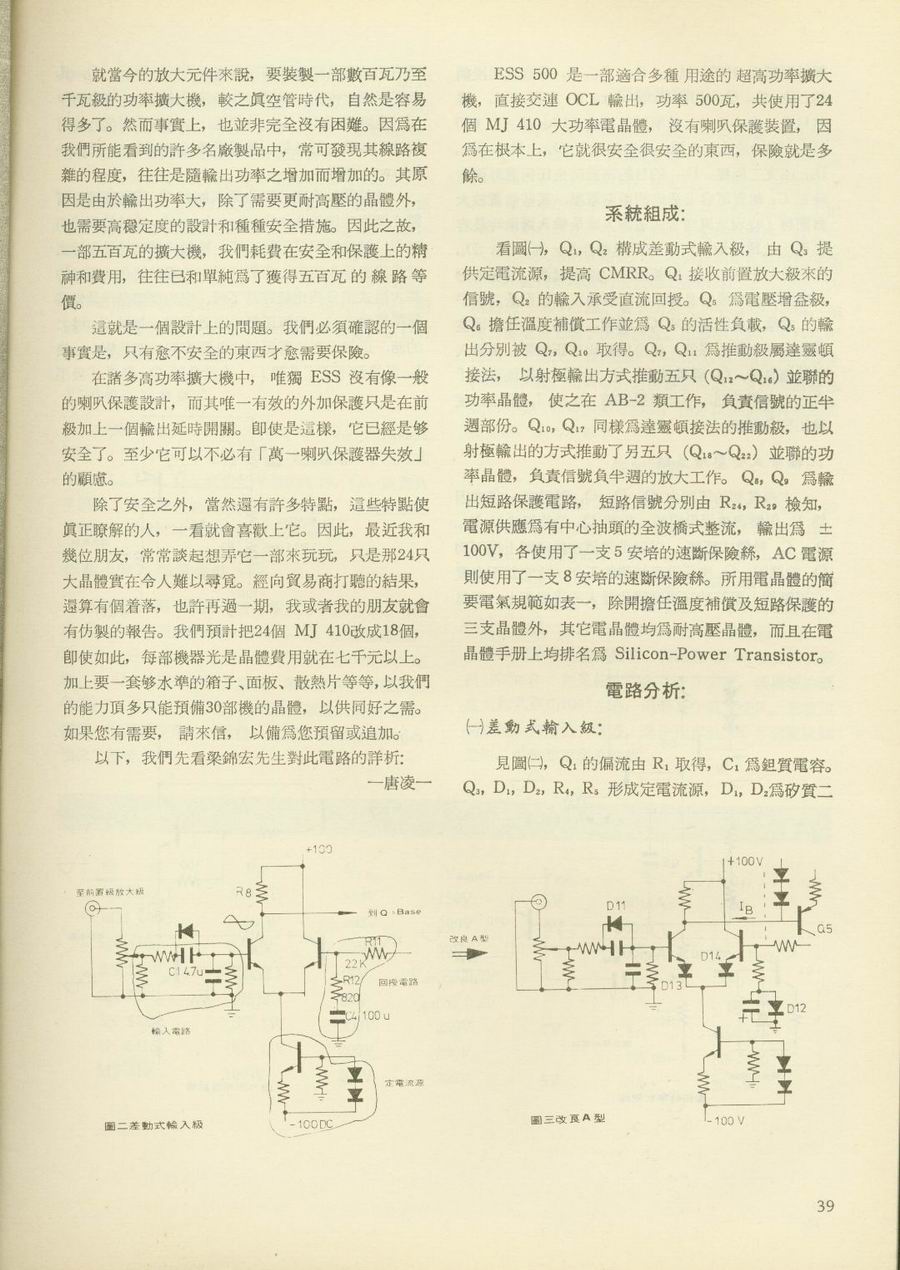 就當今的放大元件來說，要裝製一部數百瓦乃至
千瓦級的功率擴大機，較之眞空管時代，自然是容易
得多了。然而事實上，也並非完全沒有困難。因爲在
我們所能看到的許多名廠製品中，常可發現其線路複
雜的程度，往往是隨輸出功率之增加而增加的。其原
因是由於輸出功率大，除了需要更耐高壓的晶體外，
也需要高穩定度的設計和種種安全措施。因此之故，
一部五百瓦的擴大機，我們耗費在安全和保護上的精
神和費用，往往已和單純爲了獲得五百瓦的線路等
價。
這就是一個設計上的問題。我們必須確認的一個
事實是，只有愈不安全的東西才愈需要保險。
在諸多高功率擴大機中，唯獨 ESS 沒有像一般
的喇叭保護設計，而其唯一有效的外加保護只是在前
級加上一個輸出延時開關。卽使是這樣，它已經是够
安全了。至少它可以不必有「萬一喇叭保護器失效」
的顧慮。
除了安全之外，當然還有許多特點，這些特點使
眞正瞭解的人，一看就會喜歡上它。因此，最近我和
幾位朋友，常常談起想弄它一部來玩玩，只是那24只
大晶體實在令人難以尋覓。經向貿易商打聽的結果，
還算有個着落，也許再過一期，我或者我的朋友就會
有仿製的報告。我們預計把24個 MJ 410改成18個，
卽使如此，每部機器光是晶體費用就在七千元以上。
加上要一套够水準的箱子、面板、散熱片等等，以我們
的能力頂多只能預備30部機的晶體，以供同好之需。
如果您有需要，請來信，以備爲您預留或追加。
以下，我們先看梁錦宏先生對此電路的詳析：
—唐凌—
ESS 500 是一部適合多種用途的超高功率擴大
機，直接交連 OCL 輸出，功率 500瓦，共使用了24
個 MJ 410 大功率電晶體，沒有喇叭保護裝置，因
爲在根本上，它就很安全很安全的東西，保險就是多
餘。
系統組成：
看圖㈠，Q₁，Q₂ 構成差動式輸入級，由 Q₃ 提
供定電流源，提高 CMRR。Q₁ 接收前置放大級來的
信號，Q₂ 的輸入承受直流回授。Q₅ 爲電壓增益級，
Q₆ 擔任溫度補償工作並爲 Q₅ 的活性負載，Q₅ 的輸
出分別被 Q₇，Q₁₀ 取得。Q₇，Q₁₁ 爲推動級屬達靈頓
接法，以射極輸出方式推動五只 (Q₁₂～Q₁₆) 並聯的
功率晶體，使之在 AB-2 類工作，負責信號的正半
週部份。Q₁₀，Q₁₇ 同樣爲達靈頓接法的推動級，也以
射極輸出的方式推動了另五只 (Q₁₈～Q₂₂) 並聯的功
率晶體，負責信號負半週的放大工作。Q₈，Q₉ 爲輸
出短路保護電路，短路信號分別由 R₂₄，R₂₉ 檢知，
電源供應爲有中心抽頭的全波橋式整流，輸出爲 ±
100V，各使用了一支 5 安培的速斷保險絲，AC 電源
則使用了一支 8 安培的速斷保險絲。所用電晶體的簡
要電氣規範如表一，除開擔任溫度補償及短路保護的
三支晶體外，其它電晶體均爲耐高壓晶體，而且在電
晶體手册上均排名爲 Silicon-Power Transistor。
電路分析：
㈠差動式輸入級：
見圖㈡，Q₁ 的偏流由 R₁ 取得，C₁ 爲鉭質電容。
Q₃，D₁，D₂，R₄，R₅ 形成定電流源，D₁，D₂爲矽質二
+100
至前置級放大級
R8
到 Q Base
C1 4.7u
R11
22K
R12
820
C4 100 u
回授電路
輸入電路
定電流源
-100DC
圖二差動式輸入級
改良A型
+100V
D11
IB
Q5
D14
D13
D12
-100 V
圖三改良A型
39